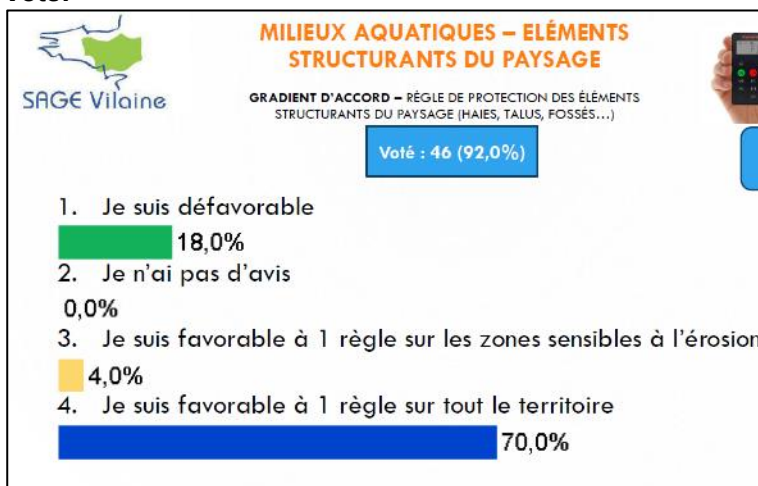 SAGE Vilaine
MILIEUX AQUATIQUES – ELÉMENTS
STRUCTURANTS DU PAYSAGE
GRADIENT D'ACCORD – RÈGLE DE PROTECTION DES ÉLÉMENTS
STRUCTURANTS DU PAYSAGE (HAIES, TALUS, FOSSÉS…)
Voté : 46 (92,0%)
1. Je suis défavorable
18,0%
2. Je n'ai pas d'avis
0,0%
3. Je suis favorable à 1 règle sur les zones sensibles à l'érosion
4,0%
4. Je suis favorable à 1 règle sur tout le territoire
70,0%